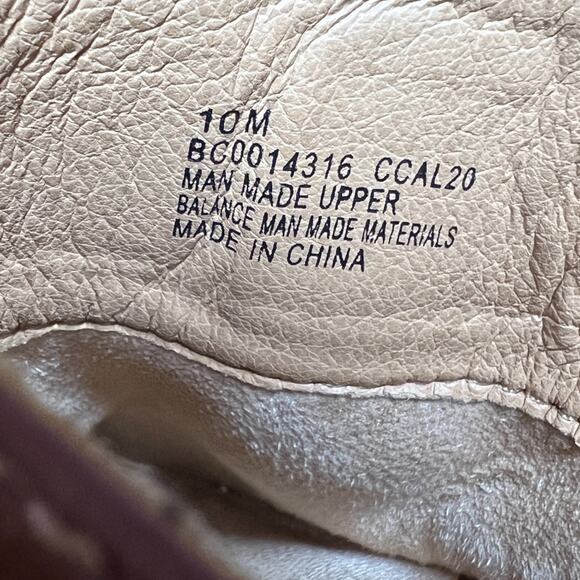 10M
BC0014316 CCAL20
MAN MADE UPPER
BALANCE MAN MADE MATERIALS
MADE IN CHINA